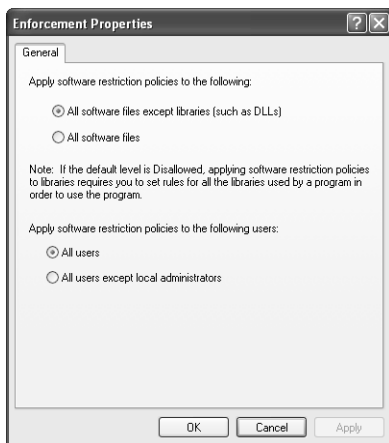 Enforcement Properties
General
Apply software restriction policies to the following:
All software files except libraries (such as DLLs)
All software files
Note: If the default level is Disallowed, applying software restriction policies
to libraries requires you to set rules for all the libraries used by a program in
order to use the program.
Apply software restriction policies to the following users:
All users
All users except local administrators
OK
Cancel
Apply